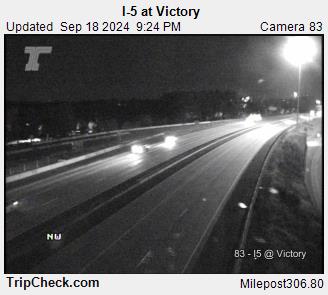 I-5 at Victory
Updated Sep 18 2024 9:24 PM Camera 83
T
NW
83 - I5 @ Victory
TripCheck.com Milepost306.80